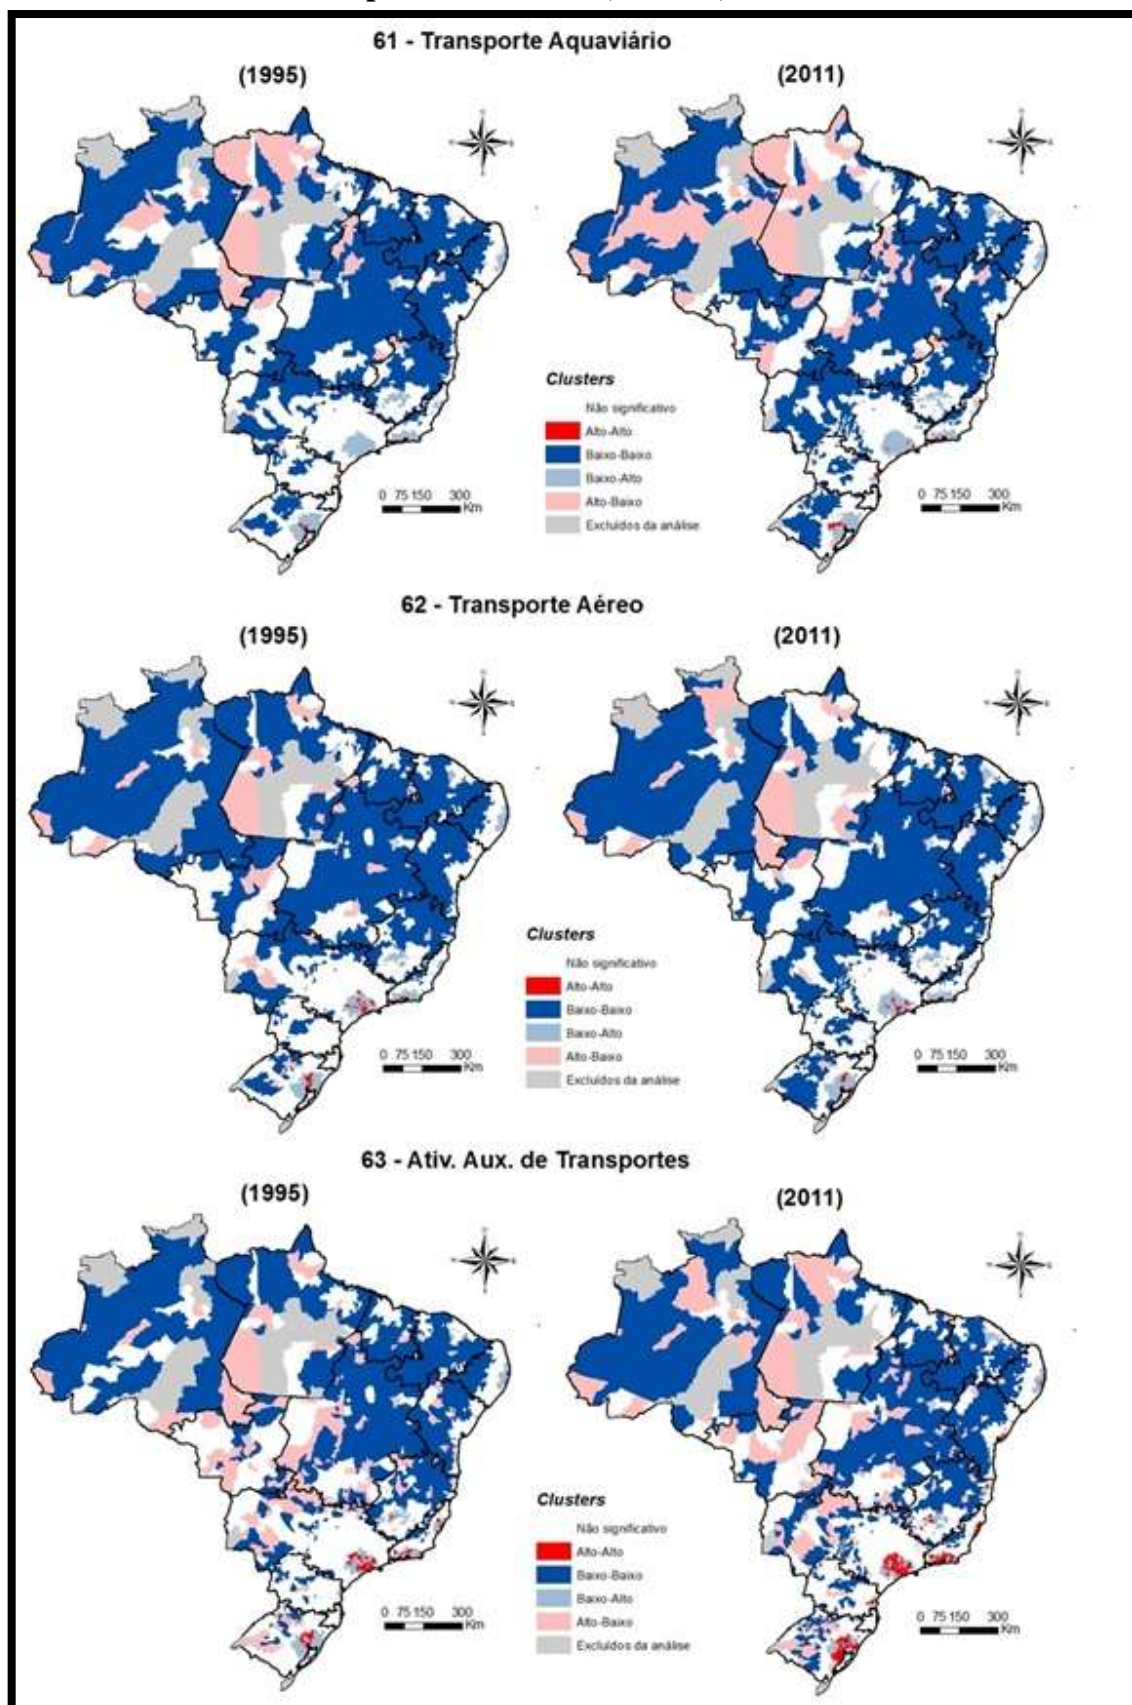 61 - Transporte Aquaviário
(1995)
(2011)
Clusters
Não significativo
Alto-Alto
Baixo-Baixo
Baixo-Alto
Alto-Baixo
Excluídos da análise
0 75 150 300
Km
0 75 150 300
Km
62 - Transporte Aéreo
(1995)
(2011)
Clusters
Não significativo
Alto-Alto
Baixo-Baixo
Baixo-Alto
Alto-Baixo
Excluídos da análise
0 75 150 300
Km
0 75 150 300
Km
63 - Ativ. Aux. de Transportes
(1995)
(2011)
Clusters
Não significativo
Alto-Alto
Baixo-Baixo
Baixo-Alto
Alto-Baixo
Excluídos da análise
0 75 150 300
Km
0 75 150 300
Km